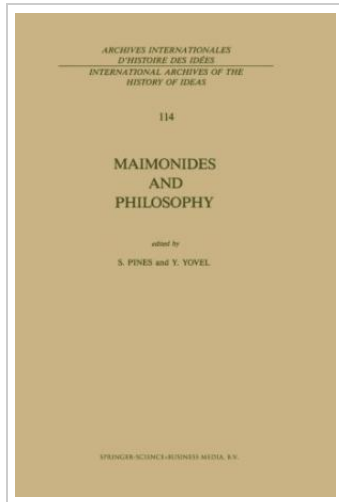 ARCHIVES INTERNATIONALES
D'HISTOIRE DES IDÉES
INTERNATIONAL ARCHIVES OF THE
HISTORY OF IDEAS
114
MAIMONIDES
AND
PHILOSOPHY
edited by
S. PINES and Y. YOVEL
SPRINGER-SCIENCE+BUSINESS MEDIA, B.V.